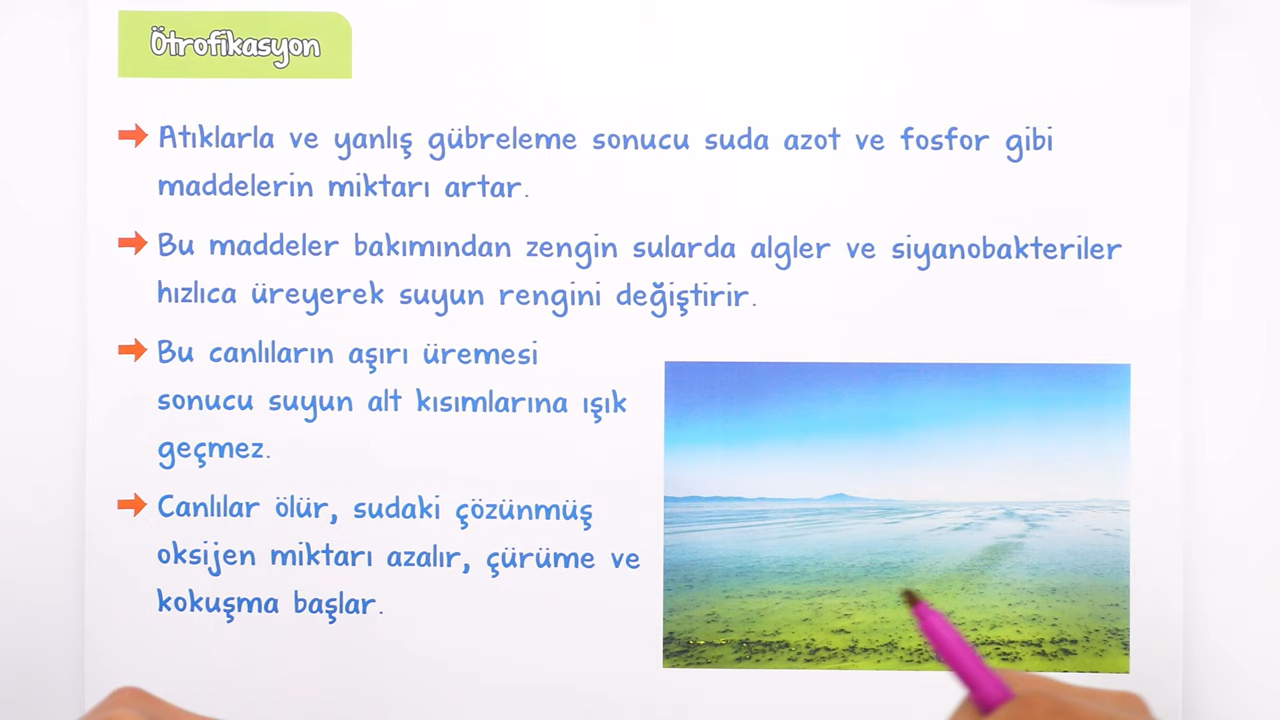 Ötrofikasyon
Atıklarla ve yanlış gübreleme sonucu suda azot ve fosfor gibi
maddelerin miktarı artar.
Bu maddeler bakımından zengin sularda algler ve siyanobakteriler
hızlıca üreyerek suyun rengini değiştirir.
Bu canlıların aşırı üremesi
sonucu suyun alt kısımlarına ışık
geçmez.
Canlılar ölür, sudaki çözünmüş
oksijen miktarı azalır, çürüme ve
kokuşma başlar.